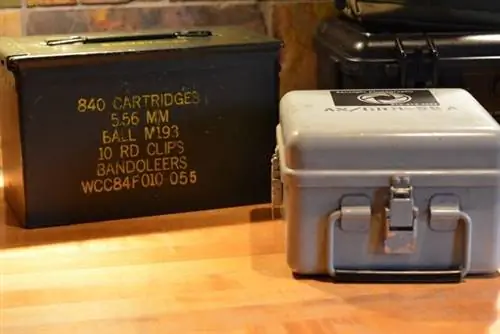 840 CARTRIDGES
5.56 MM
BALL M193
10 RD CLIPS
BANDOLEERS
WCC84F010-055